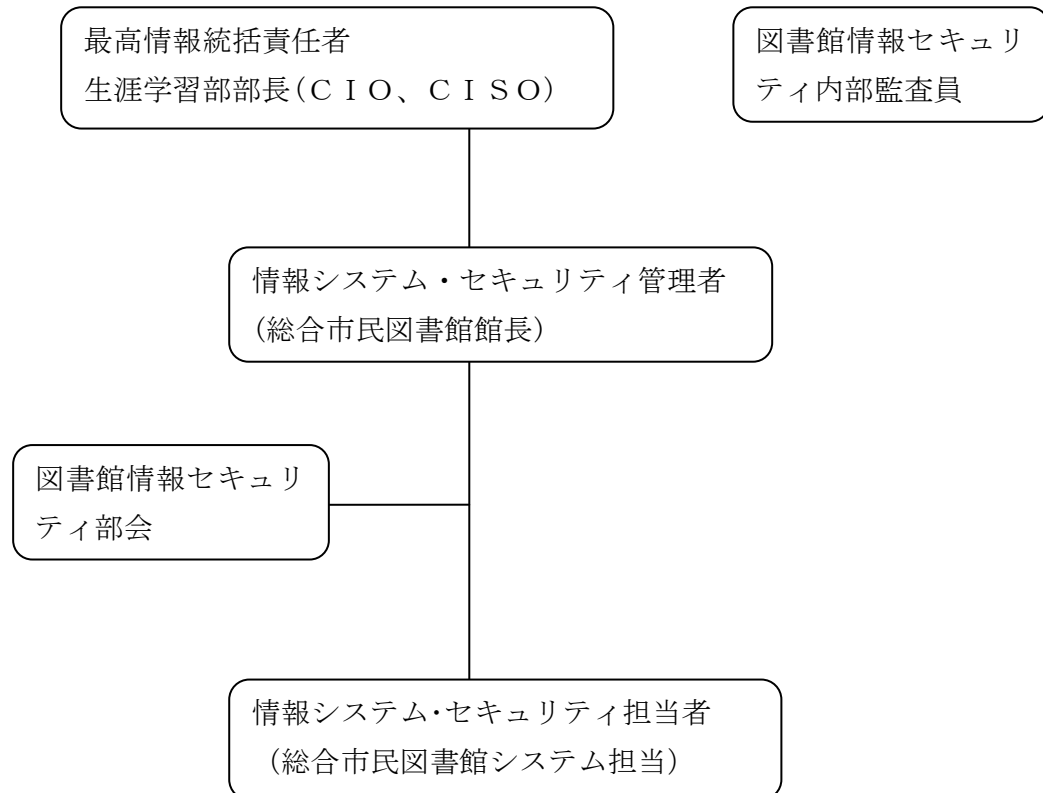 最高情報統括責任者
生涯学習部部長(ＣＩＯ、ＣＩＳＯ)
図書館情報セキュリ
ティ内部監査員
情報システム・セキュリティ管理者
(総合市民図書館館長)
図書館情報セキュリ
ティ部会
情報システム･セキュリティ担当者
（総合市民図書館システム担当）